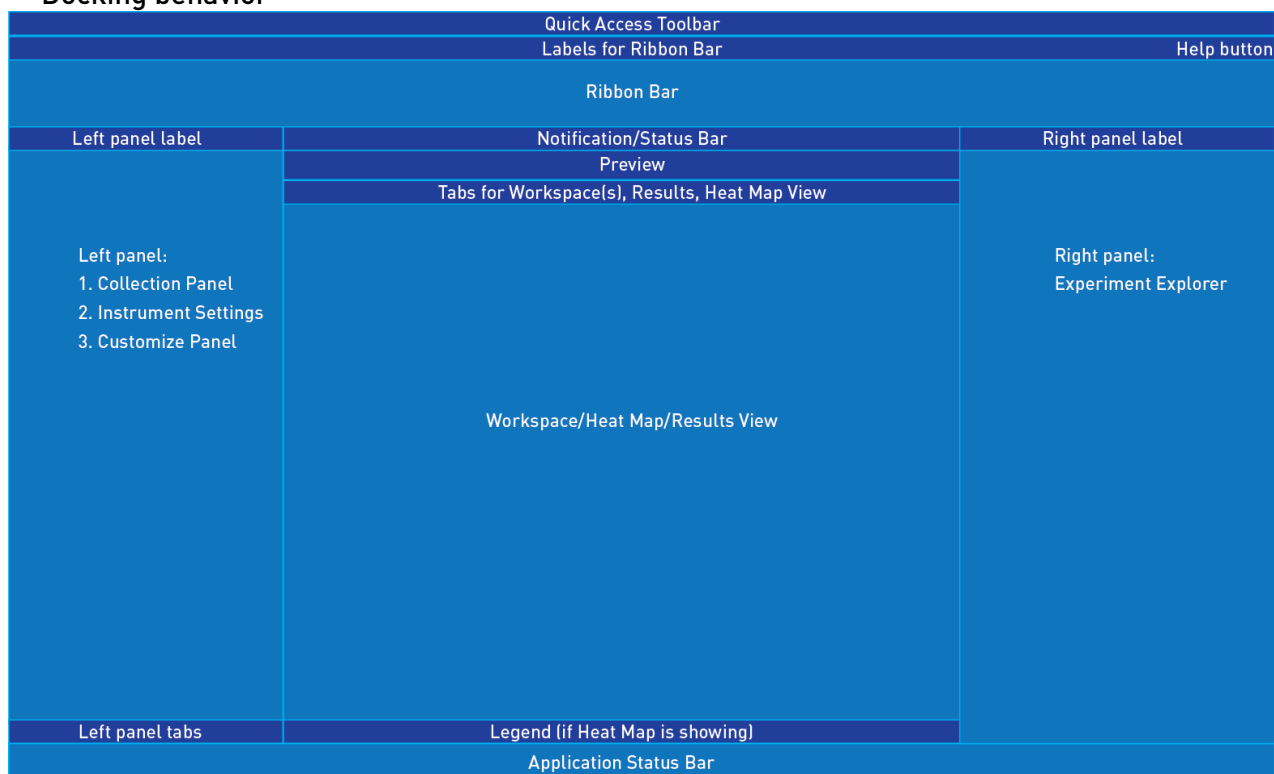 Docking behavior
Quick Access Toolbar
Labels for Ribbon Bar
Help button
Ribbon Bar
Left panel label
Notification/Status Bar
Right panel label
Preview
Tabs for Workspace(s), Results, Heat Map View
Left panel:
1. Collection Panel
2. Instrument Settings
3. Customize Panel
Right panel:
Experiment Explorer
Workspace/Heat Map/Results View
Left panel tabs
Legend (if Heat Map is showing)
Application Status Bar